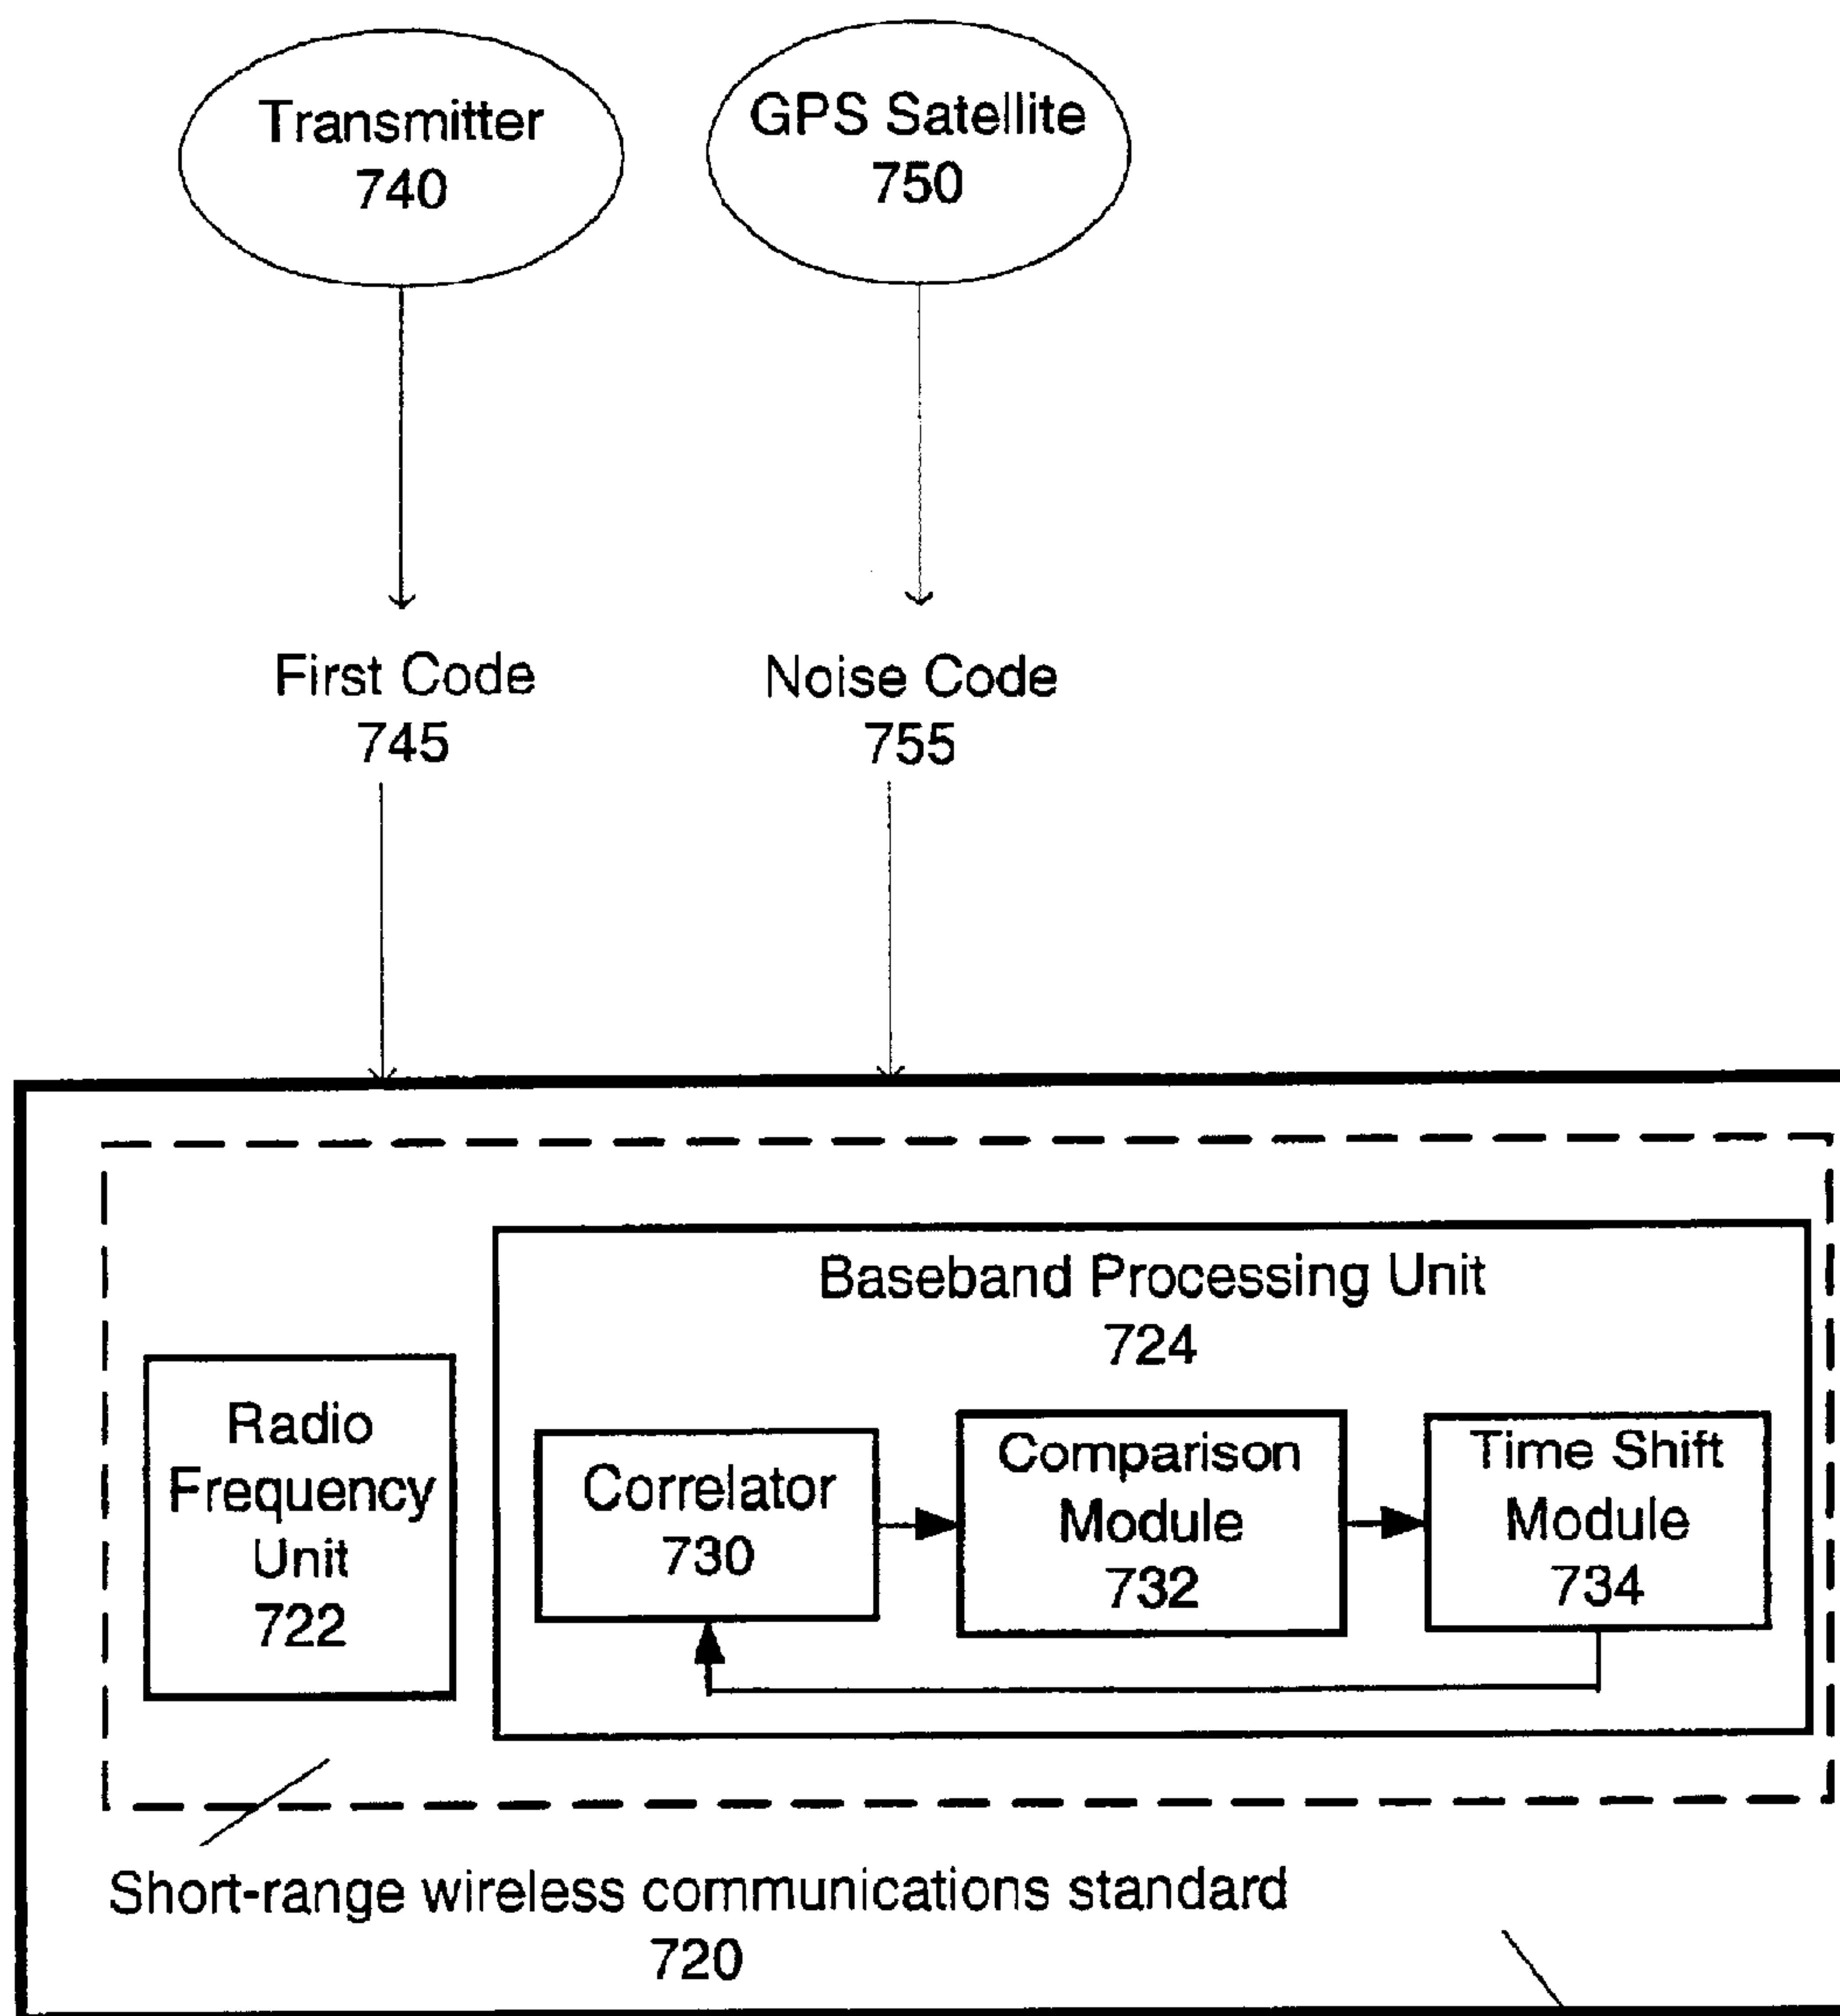 Transmitter
740
GPS Satellite
750
First Code
745
Noise Code
755
Baseband Processing Unit
724
Radio
Frequency
Unit
722
Correlator
730
Comparison
Module
732
Time Shift
Module
734
Short-range wireless communications standard
720